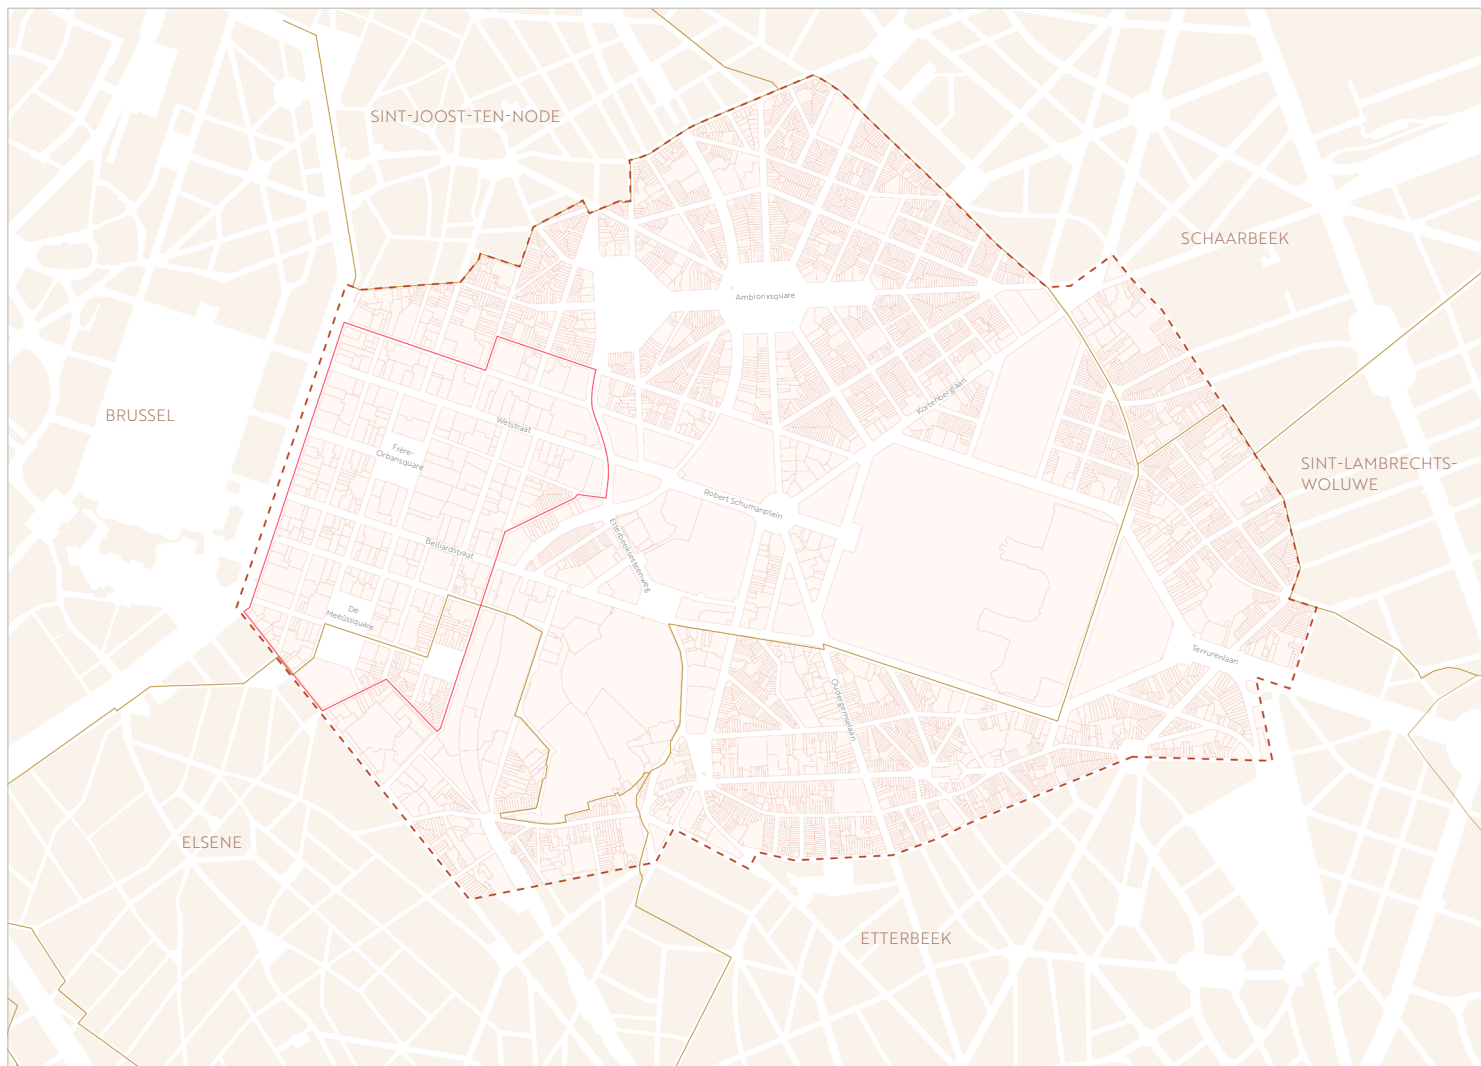 SINT-JOOST-TEN-NODE
SCHAARBEEK
Ambiorixsquare
Kortenberglaan
BRUSSEL
Wetstraat
Frère-
Orbansquare
SINT-LAMBRECHTS-
WOLUWE
Robert Schumanplein
Etterbeeksesteenweg
Belliardstraat
De
Meeûssquare
Tervurenlaan
Oudergemselaan
ELSENE
ETTERBEEK